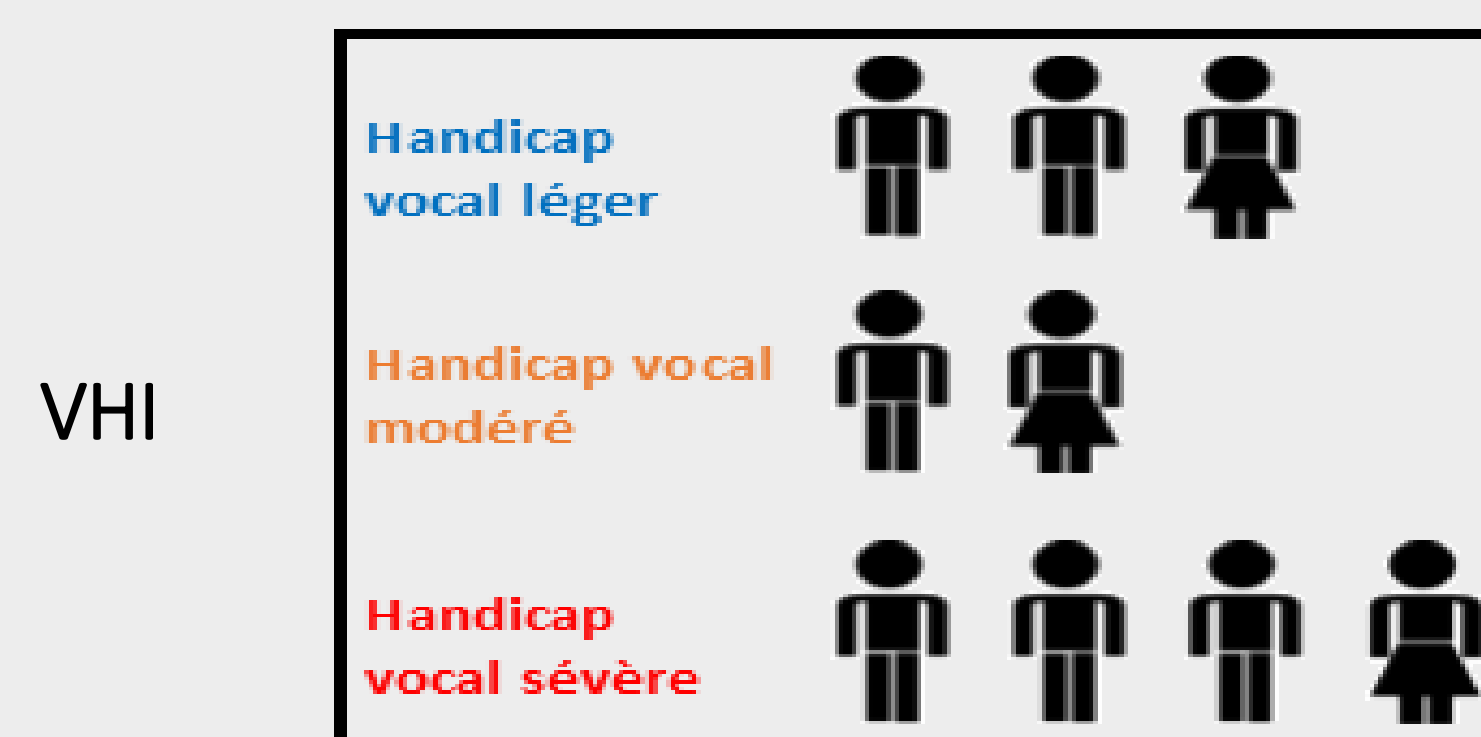 Handicap
vocal léger
Handicap vocal
modéré
VHI
Handicap
vocal sévère